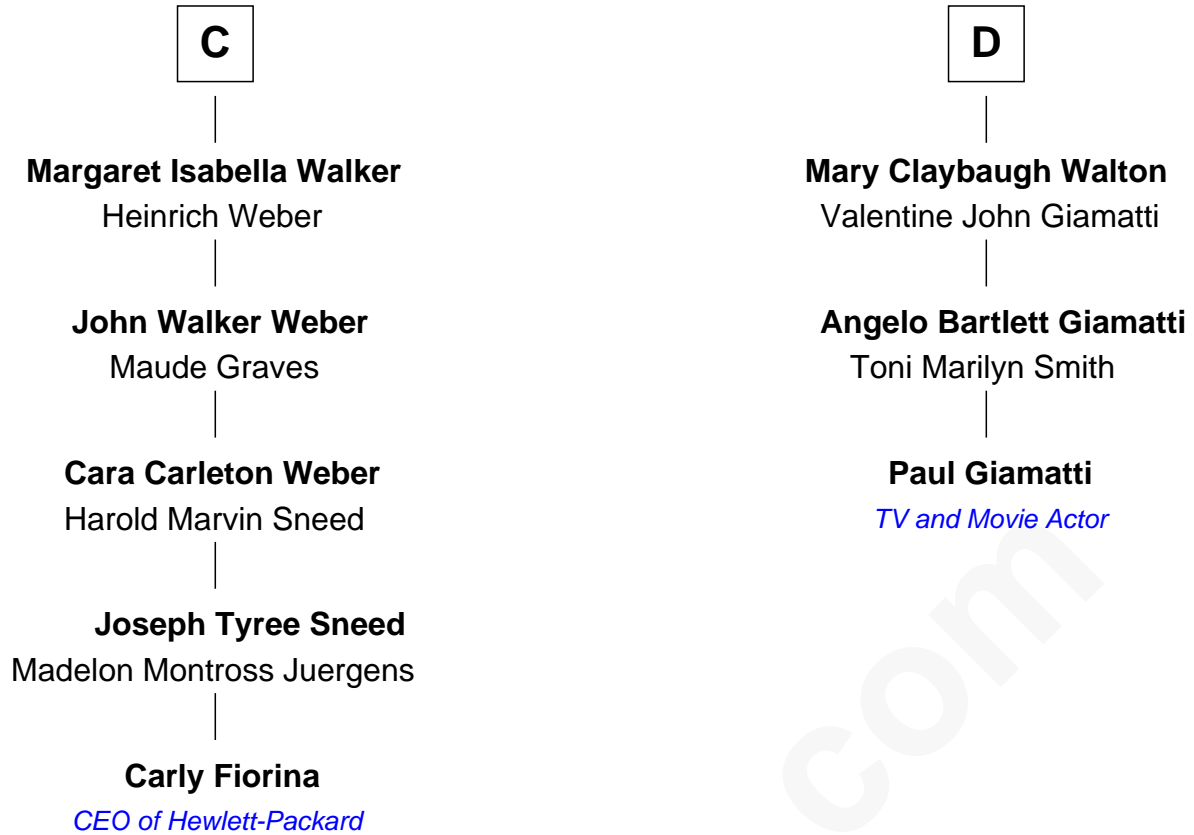 C
Margaret Isabella Walker
Heinrich Weber
John Walker Weber
Maude Graves
Cara Carleton Weber
Harold Marvin Sneed
Joseph Tyree Sneed
Madelon Montross Juergens
Carly Fiorina
CEO of Hewlett-Packard
D
Mary Claybaugh Walton
Valentine John Giamatti
Angelo Bartlett Giamatti
Toni Marilyn Smith
Paul Giamatti
TV and Movie Actor
com